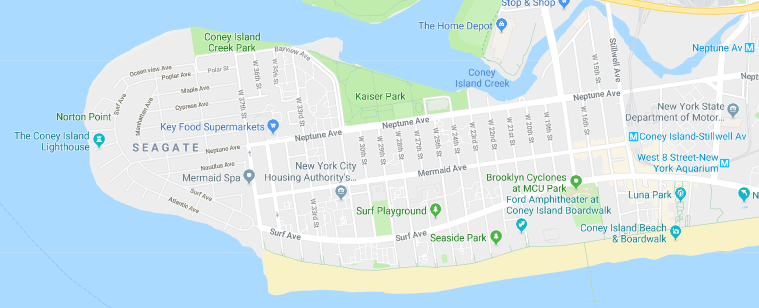 Stop & Shop
The Home Depot
Coney Island
Creek Park
Bayview Ave
Neptune Av
Ocean view Ave
Polar St
Poplar Ave
W 36th St
W 35th St
W 15th St
Stillwell Ave
Coney
Island Creek
Surf Ave
Maple Ave
W 37th St
W 33rd St
Kaiser Park
Neptune Ave
Norton Point
Manhattan Ave
Cypress Ave
New York State
Department of Motor...
The Coney Island
Lighthouse
Key Food Supermarkets
Neptune Ave
Neptune Ave
W 30th St
W 29th St
W 28th St
W 27th St
W 25th St
W 24th St
W 22nd St
W 21st St
W 20th St
W 19th St
W 16th St
Coney Island-Stillwell Av
SEAGATE
Neptune Ave
West 8 Street-New
York Aquarium
Nautilus Ave
New York City
Housing Authority's...
Mermaid Ave
Mermaid Spa
Brooklyn Cyclones
at MCU Park
Surf Ave
Atlantic Ave
W 33rd St
Surf Playground
Ford Amphitheater at
Coney Island Boardwalk
Luna Park
Surf Ave
Surf Ave
Seaside Park
Coney Island Beach
& Boardwalk